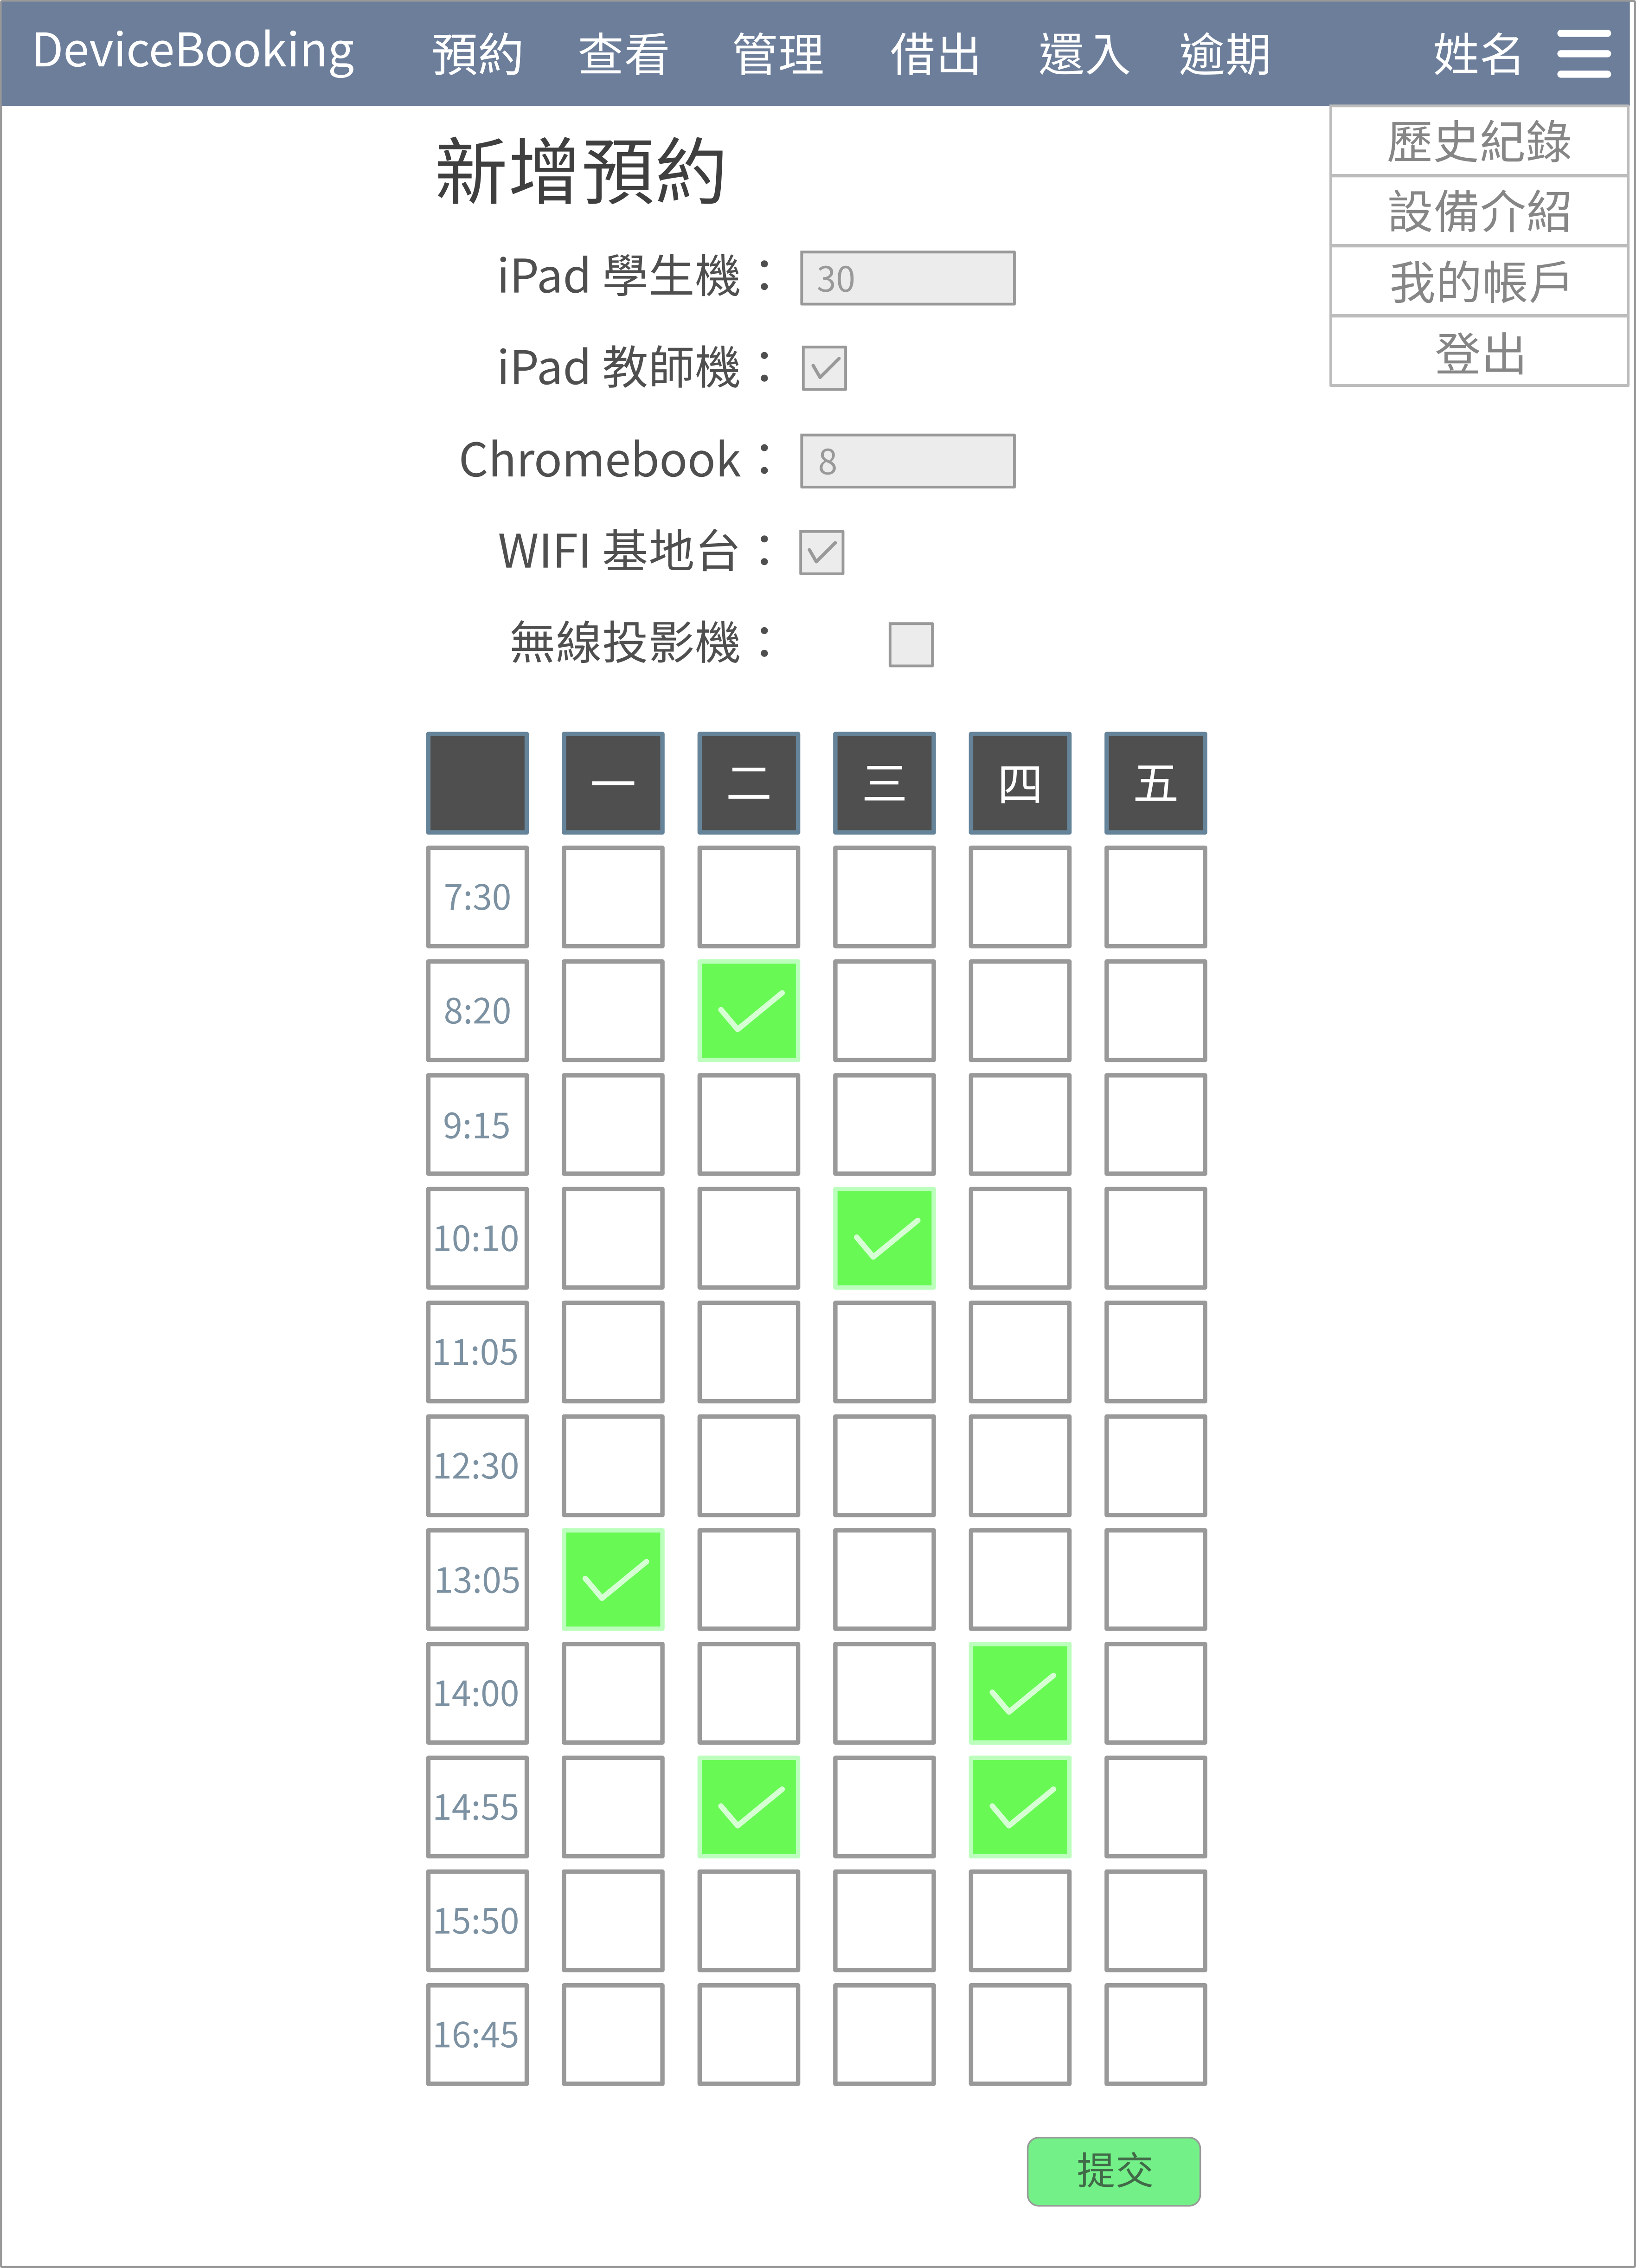 DeviceBooking 預約 查看 管理 借出 還入 逾期 姓名
歷史紀錄
設備介紹
我的帳戶
登出
新增預約
iPad 學生機： 30
iPad 教師機：
Chromebook： 8
WIFI 基地台：
無線投影機：
一 二 三 四 五
7:30
8:20
9:15
10:10
11:05
12:30
13:05
14:00
14:55
15:50
16:45
提交